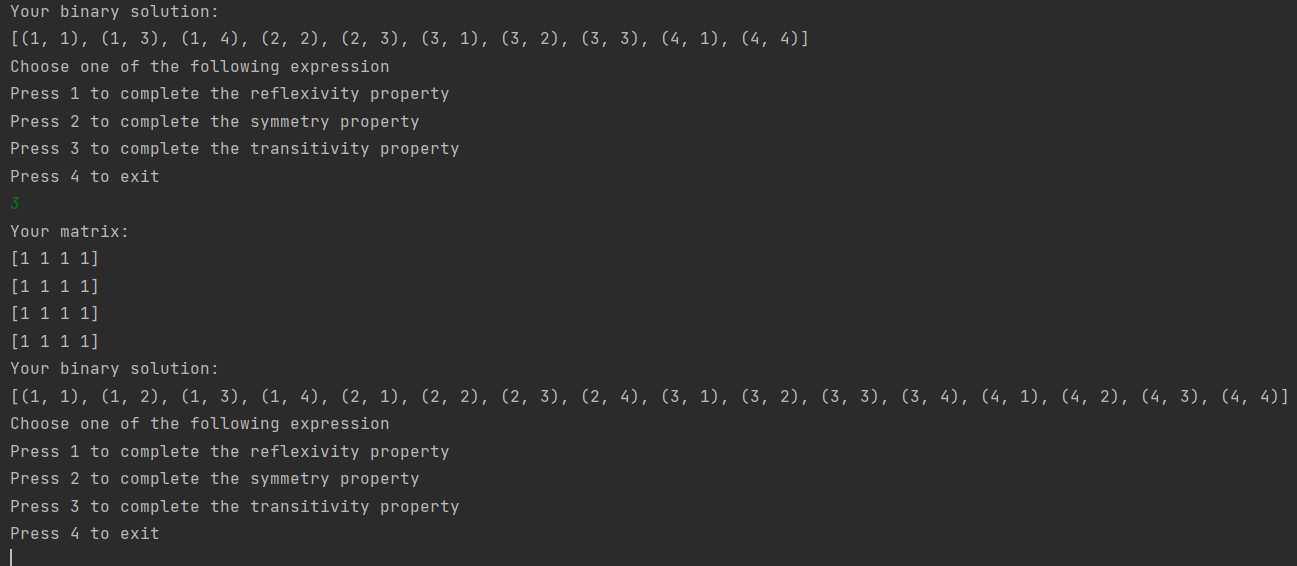 Your binary solution:
[(1, 1), (1, 3), (1, 4), (2, 2), (2, 3), (3, 1), (3, 2), (3, 3), (4, 1), (4, 4)]
Choose one of the following expression
Press 1 to complete the reflexivity property
Press 2 to complete the symmetry property
Press 3 to complete the transitivity property
Press 4 to exit
3
Your matrix:
[1 1 1 1]
[1 1 1 1]
[1 1 1 1]
[1 1 1 1]
Your binary solution:
[(1, 1), (1, 2), (1, 3), (1, 4), (2, 1), (2, 2), (2, 3), (2, 4), (3, 1), (3, 2), (3, 3), (3, 4), (4, 1), (4, 2), (4, 3), (4, 4)]
Choose one of the following expression
Press 1 to complete the reflexivity property
Press 2 to complete the symmetry property
Press 3 to complete the transitivity property
Press 4 to exit